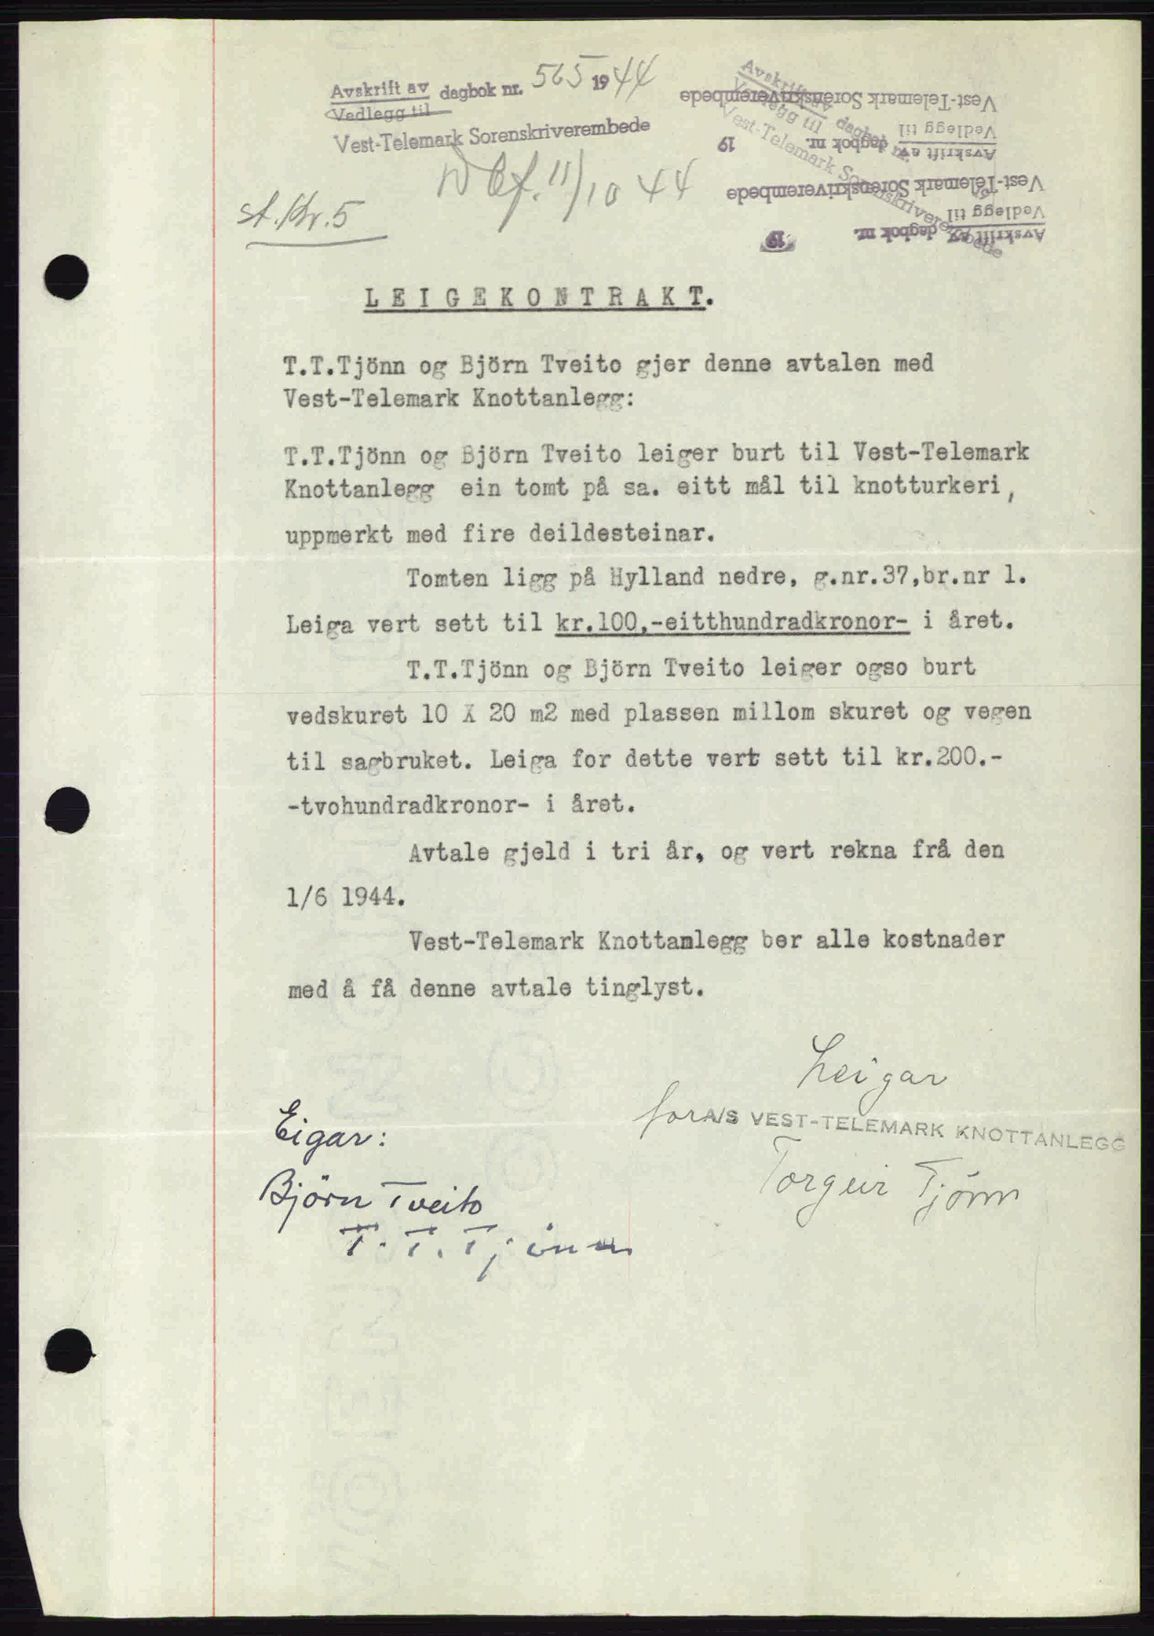 Avskrift av dagbok nr. 565 1944
Vedlegg til
Vest-Telemark Sorenskriverembede
Avskrift av dagbok nr.
Vedlegg til
Vest-Telemark Sorenskriverembede
Avskrift av dagbok nr. 19
Vedlegg til
Vest-Telemark Sorenskriverembede
Avskrift av dagbok nr. 19
Vedlegg til
Vest-Telemark Sorenskriverembede
11/10 44
st. kr. 5
LEIGEKONTRAKT.
T.T.Tjönn og Björn Tveito gjer denne avtalen med
Vest-Telemark Knottanlegg:
T.T.Tjönn og Björn Tveito leiger burt til Vest-Telemark
Knottanlegg ein tomt på sa. eitt mål til knotturkeri,
uppmerkt med fire deildesteinar.
Tomten ligg på Hylland nedre, g.nr.37,br.nr 1.
Leiga vert sett til kr.100,-eitthundradkronor- i året.
T.T.Tjönn og Björn Tveito leiger ogso burt
vedskuret 10 X 20 m2 med plassen millom skuret og vegen
til sagbruket. Leiga for dette vert sett til kr.200.-
-tvohundradkronor- i året.
Avtale gjeld i tri år, og vert rekna frå den
1/6 1944.
Vest-Telemark Knottanlegg ber alle kostnader
med å få denne avtale tinglyst.
Leigar
for A/S VEST-TELEMARK KNOTTANLEGG
Torgeir Tjönn
Eigar:
Björn Tveito
T. T. Tjönn